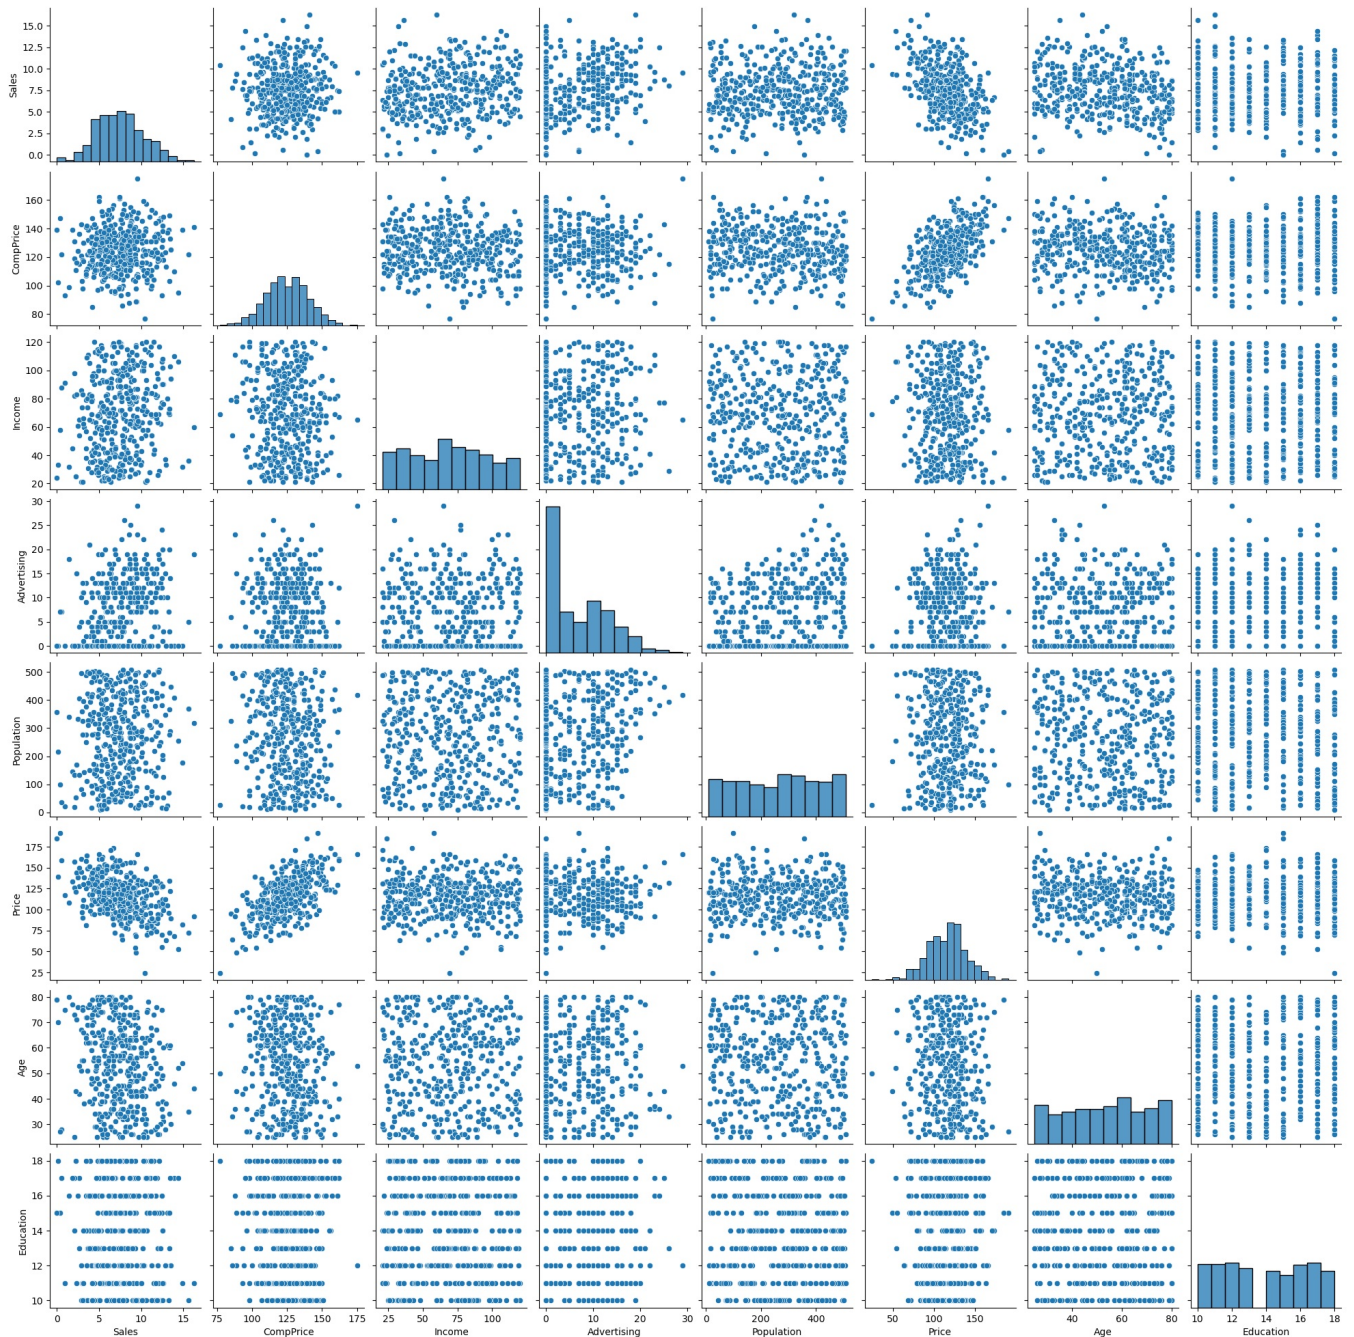 15.0
12.5
10.0
7.5
5.0
2.5
0.0
Sales
160
140
120
100
80
CompPrice
120
100
80
60
40
20
Income
30
25
20
15
10
5
0
Advertising
500
400
300
200
100
0
Population
175
150
125
100
75
50
25
Price
80
70
60
50
40
30
Age
18
16
14
12
10
Education
0 5 10 15
75 100 125 150 175
25 50 75 100
0 10 20 30
0 200 400
50 100 150
40 60 80
10 11 12 13 14 15 16 17 18
Sales CompPrice Income Advertising Population Price Age Education